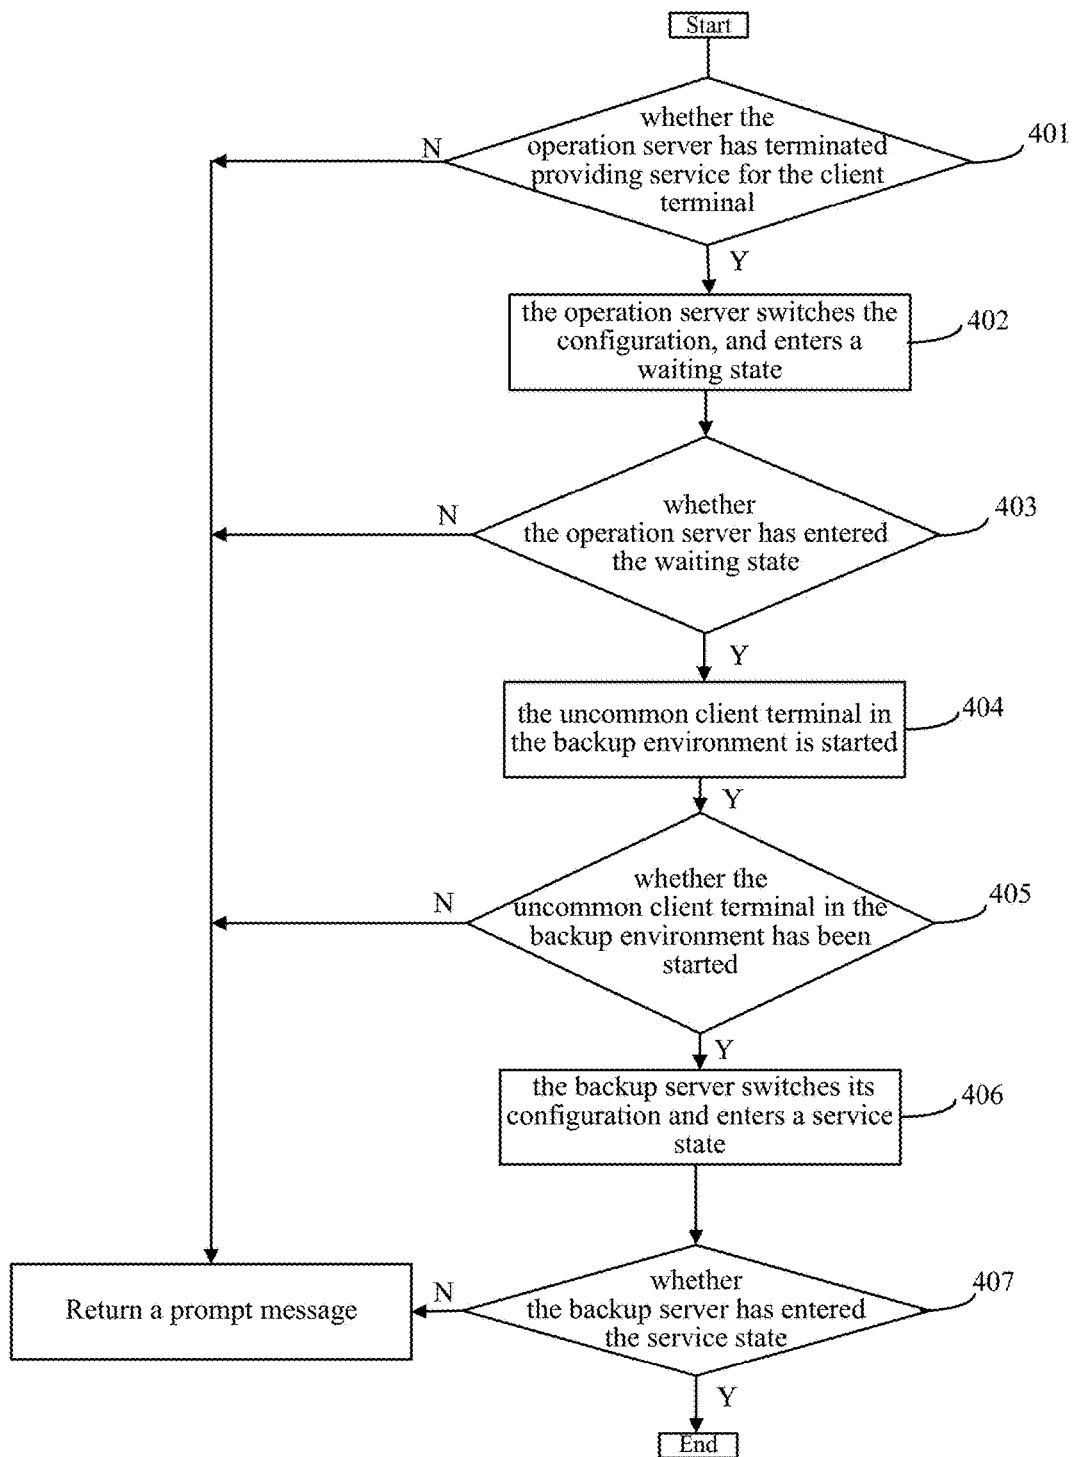 Start
whether the
operation server has terminated
providing service for the client
terminal
401
N
Y
the operation server switches the
configuration, and enters a
waiting state
402
whether
the operation server has entered
the waiting state
403
N
Y
the uncommon client terminal in
the backup environment is started
404
Y
whether the
uncommon client terminal in the
backup environment has been
started
405
N
Y
the backup server switches its
configuration and enters a service
state
406
whether
the backup server has entered
the service state
407
N
Return a prompt message
Y
End